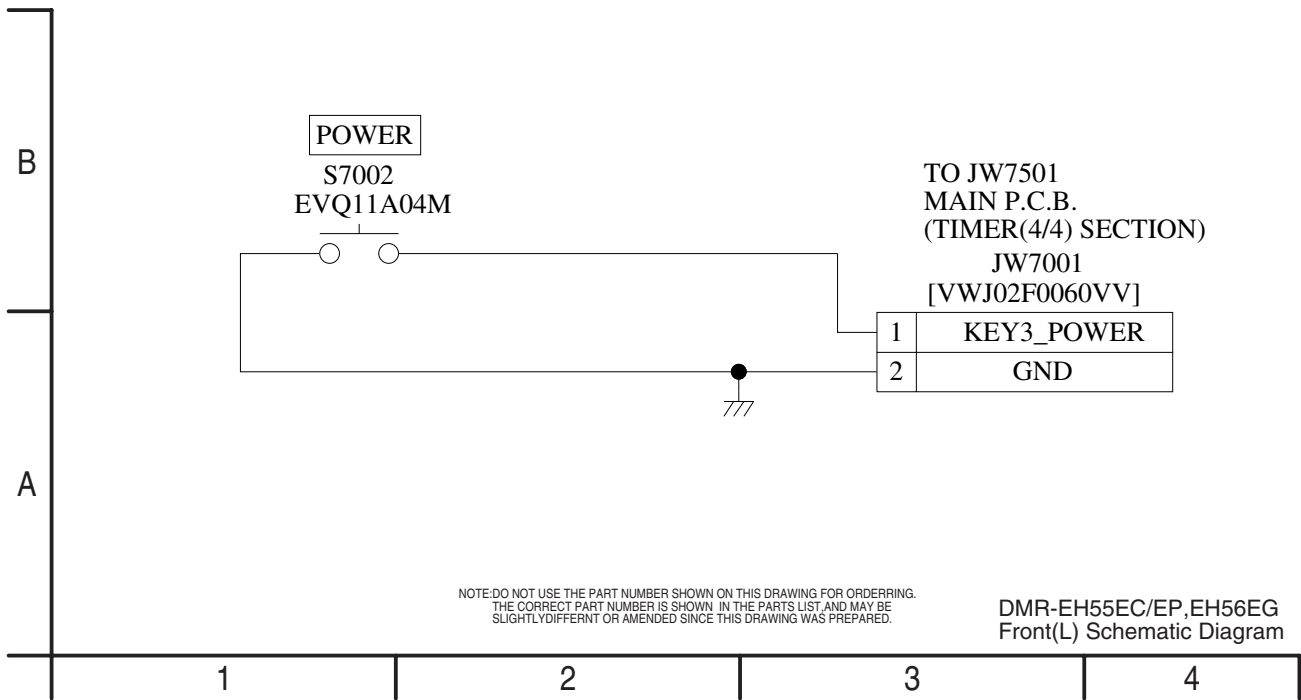 B
POWER
S7002
EVQ11A04M
TO JW7501
MAIN P.C.B.
(TIMER(4/4) SECTION)
JW7001
[VWJ02F0060VV]
1 KEY3_POWER
2 GND
A
NOTE:DO NOT USE THE PART NUMBER SHOWN ON THIS DRAWING FOR ORDERRING.
THE CORRECT PART NUMBER IS SHOWN IN THE PARTS LIST,AND MAY BE
SLIGHTLYDIFFERNT OR AMENDED SINCE THIS DRAWING WAS PREPARED.
DMR-EH55EC/EP,EH56EG
Front(L) Schematic Diagram
1 2 3 4